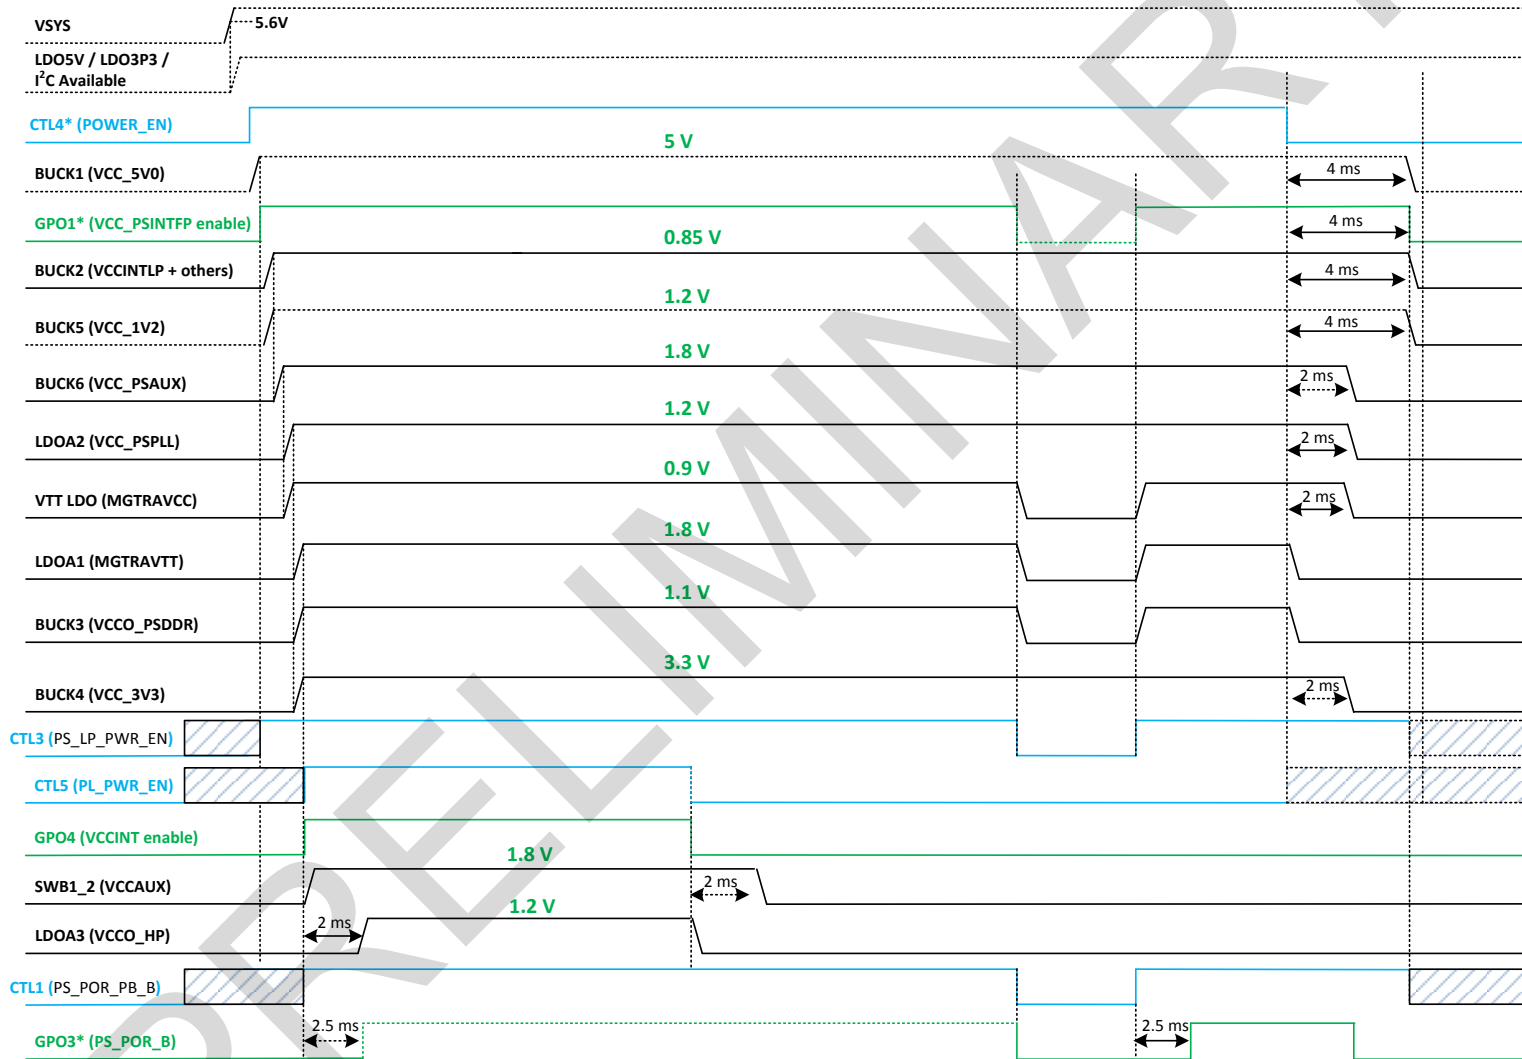 VSYS
5.6V
LDO5V / LDO3P3 /
I²C Available
CTL4* (POWER_EN)
5 V
BUCK1 (VCC_5V0)
4 ms
GPO1* (VCC_PSINTFP enable)
4 ms
0.85 V
BUCK2 (VCCINTLP + others)
4 ms
1.2 V
BUCK5 (VCC_1V2)
4 ms
1.8 V
BUCK6 (VCC_PSAUX)
2 ms
1.2 V
LDOA2 (VCC_PSPLL)
2 ms
0.9 V
VTT LDO (MGTRAVCC)
2 ms
1.8 V
LDOA1 (MGTRAVTT)
1.1 V
BUCK3 (VCCO_PSDDR)
3.3 V
BUCK4 (VCC_3V3)
2 ms
CTL3 (PS_LP_PWR_EN)
CTL5 (PL_PWR_EN)
GPO4 (VCCINT enable)
1.8 V
SWB1_2 (VCCAUX)
2 ms
1.2 V
LDOA3 (VCCO_HP)
2 ms
CTL1 (PS_POR_PB_B)
GPO3* (PS_POR_B)
2.5 ms
2.5 ms
PRELIMINARY